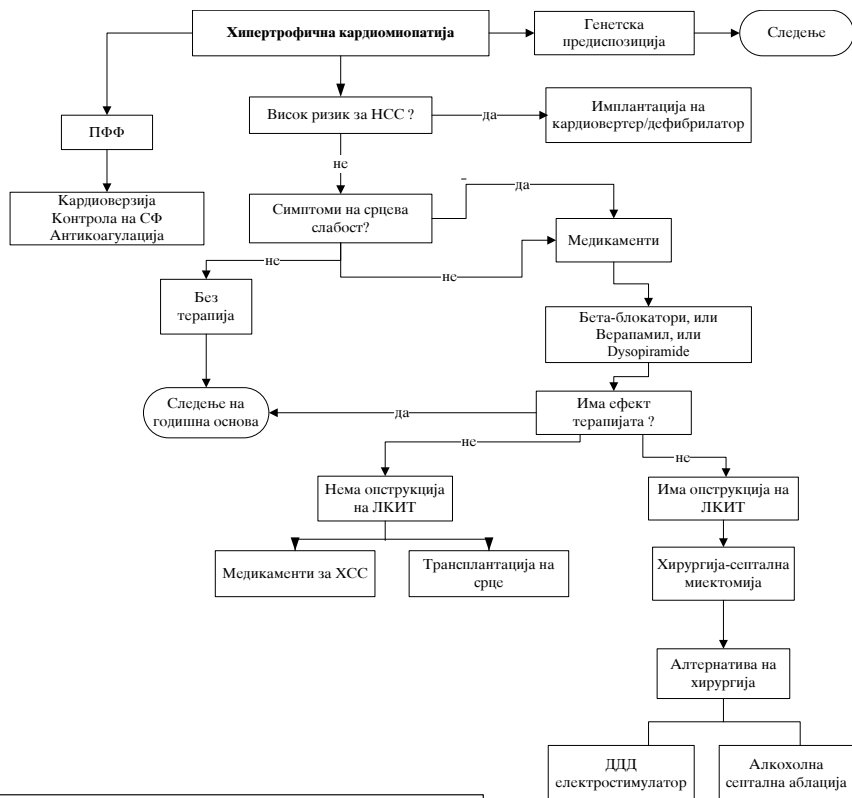 Хипертрофична кардиомиопатија
Генетска
предиспозиција
Следење
Висок ризик за НСС ?
да
Имплантација на
кардиовертер/дефибрилатор
ПФФ
не
Кардиоверзија
Контрола на СФ
Антикоагулација
Симптоми на срцева
слабост?
да
Медикаменти
не
не
Без
терапија
Бета-блокатори, или
Верапамил, или
Dysopiramide
Следење на
годишна основа
да
Има ефект
терапијата ?
не
не
Нема опструкција
на ЛКИТ
Има опструкција на
ЛКИТ
Медикаменти за ХСС
Трансплантација на
срце
Хирургија-септална
миектомија
Алтернатива на
хирургија
ДДД
електростимулатор
Алкохолна
септална аблација